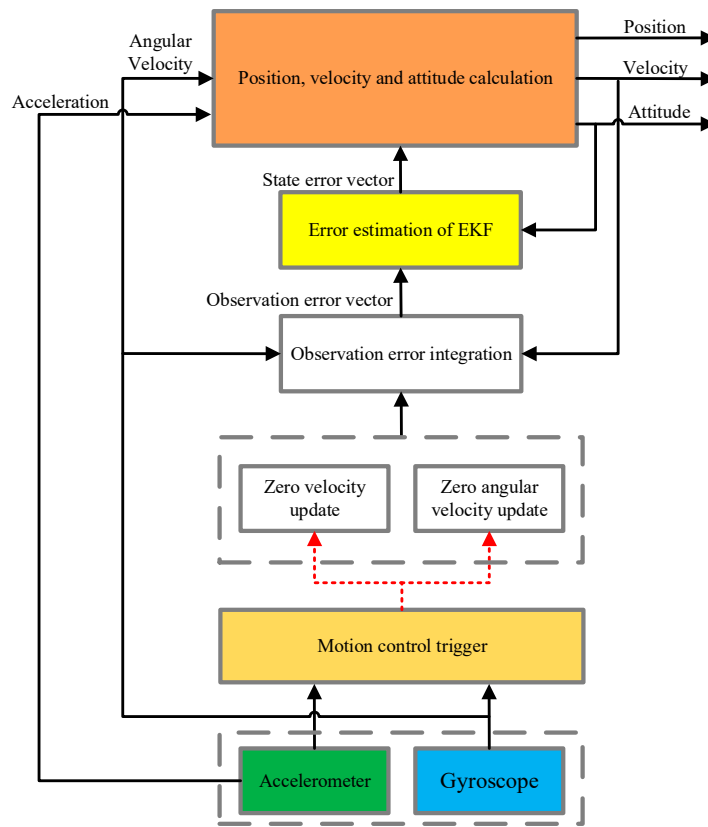 Position
Angular
Velocity
Position, velocity and attitude calculation
Velocity
Acceleration
Attitude
State error vector
Error estimation of EKF
Observation error vector
Observation error integration
Zero velocity
update
Zero angular
velocity update
Motion control trigger
Accelerometer
Gyroscope